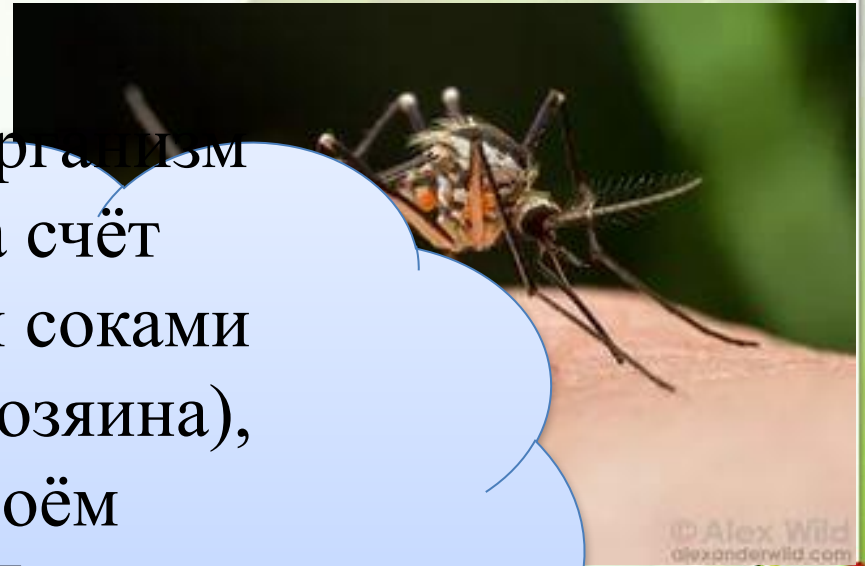 рганизм
счёт
соками
озяина),
оём
© Alex Wild
alexanderwild.com